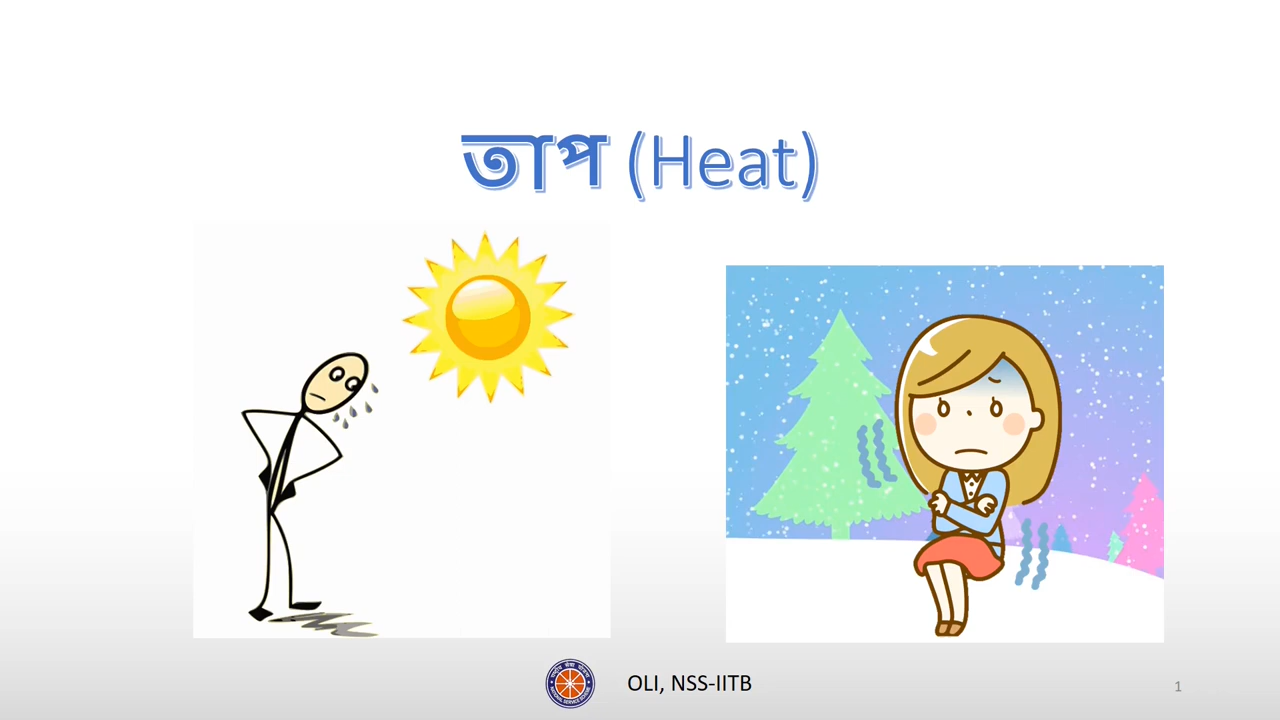 তাপ (Heat)
OLI, NSS-IITB
1